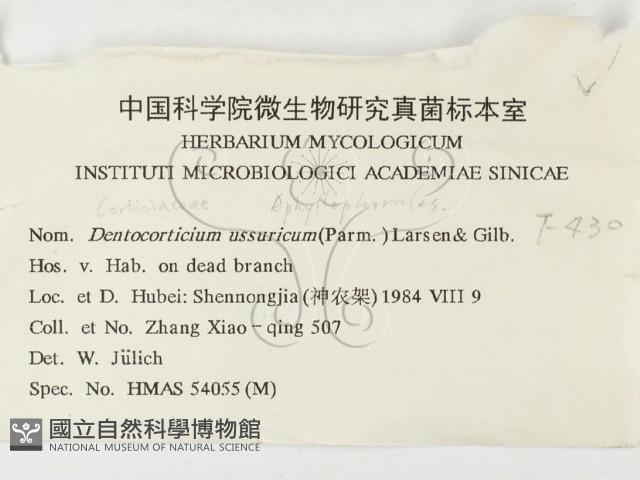 中国科学院微生物研究真菌标本室
HERBARIUM MYCOLOGICUM
INSTITUTI MICROBIOLOGICI ACADEMIAE SINICAE
Corticiaceae Aphyllophorales.
Nom. Dentocorticium ussuricum (Parm.) Larsen & Gilb.
T-430
Hos. v. Hab. on dead branch
Loc. et D. Hubei: Shennongjia (神农架) 1984 VIII 9
Coll. et No. Zhang Xiao-qing 507
Det. W. Jülich
Spec. No. HMAS 54055 (M)
國立自然科學博物館
NATIONAL MUSEUM OF NATURAL SCIENCE